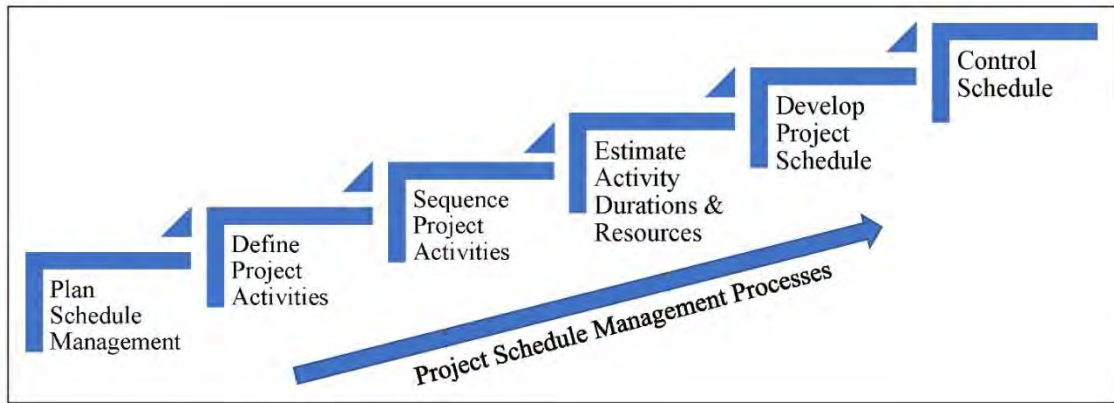 Plan
Schedule
Management
Define
Project
Activities
Sequence
Project
Activities
Estimate
Activity
Durations &
Resources
Develop
Project
Schedule
Control
Schedule
Project Schedule Management Processes